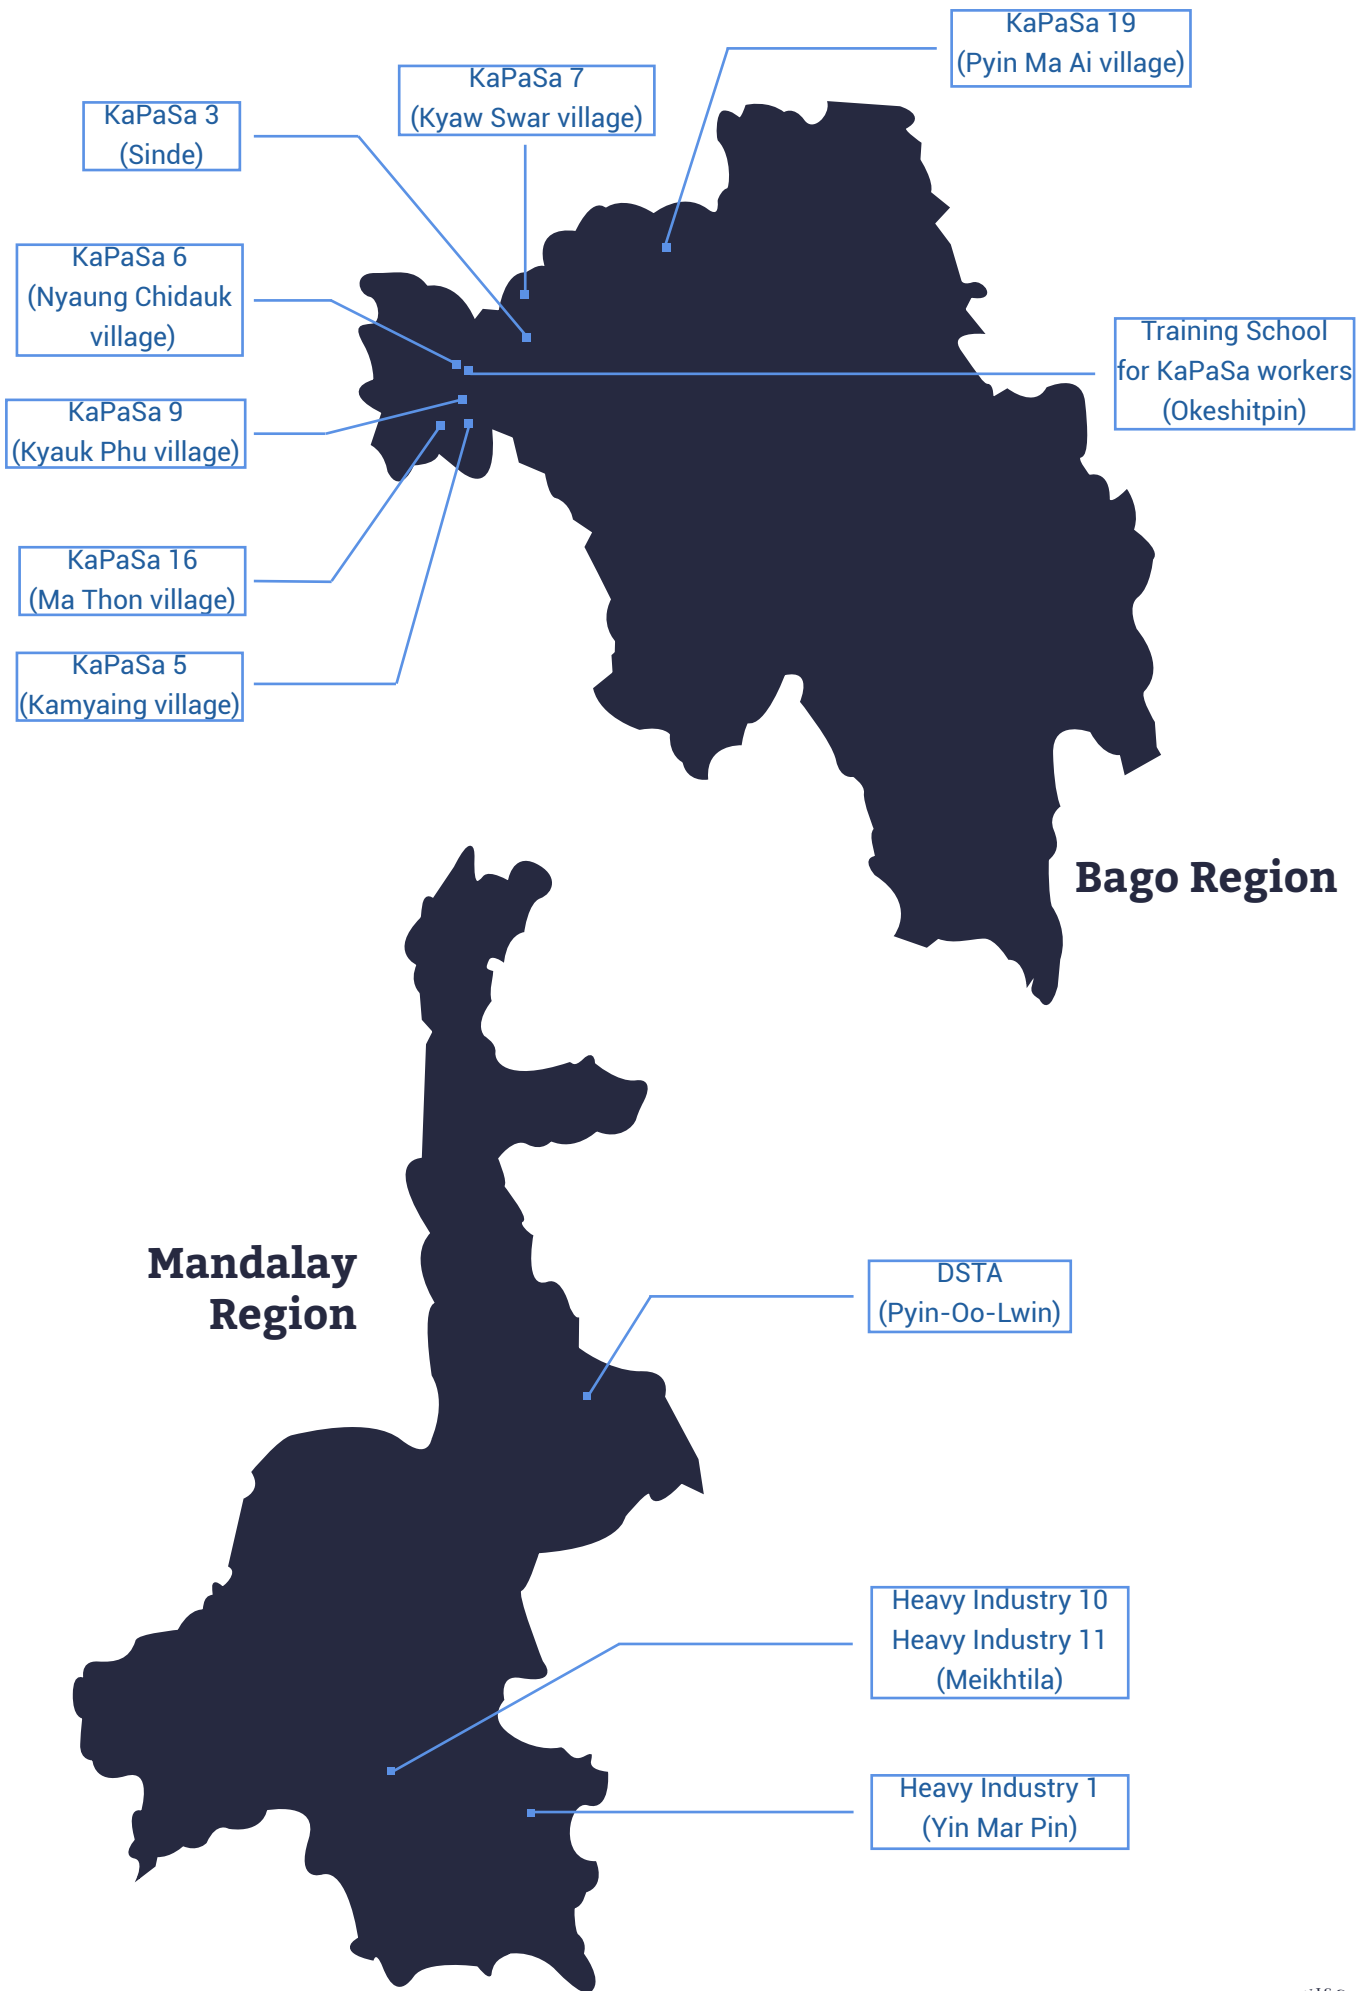 KaPaSa 19
(Pyin Ma Ai village)
KaPaSa 7
(Kyaw Swar village)
KaPaSa 3
(Sinde)
KaPaSa 6
(Nyaung Chidauk
village)
Training School
for KaPaSa workers
(Okeshitpin)
KaPaSa 9
(Kyauk Phu village)
KaPaSa 16
(Ma Thon village)
KaPaSa 5
(Kamyaing village)
Bago Region
Mandalay
Region
DSTA
(Pyin-Oo-Lwin)
Heavy Industry 10
Heavy Industry 11
(Meikhtila)
Heavy Industry 1
(Yin Mar Pin)